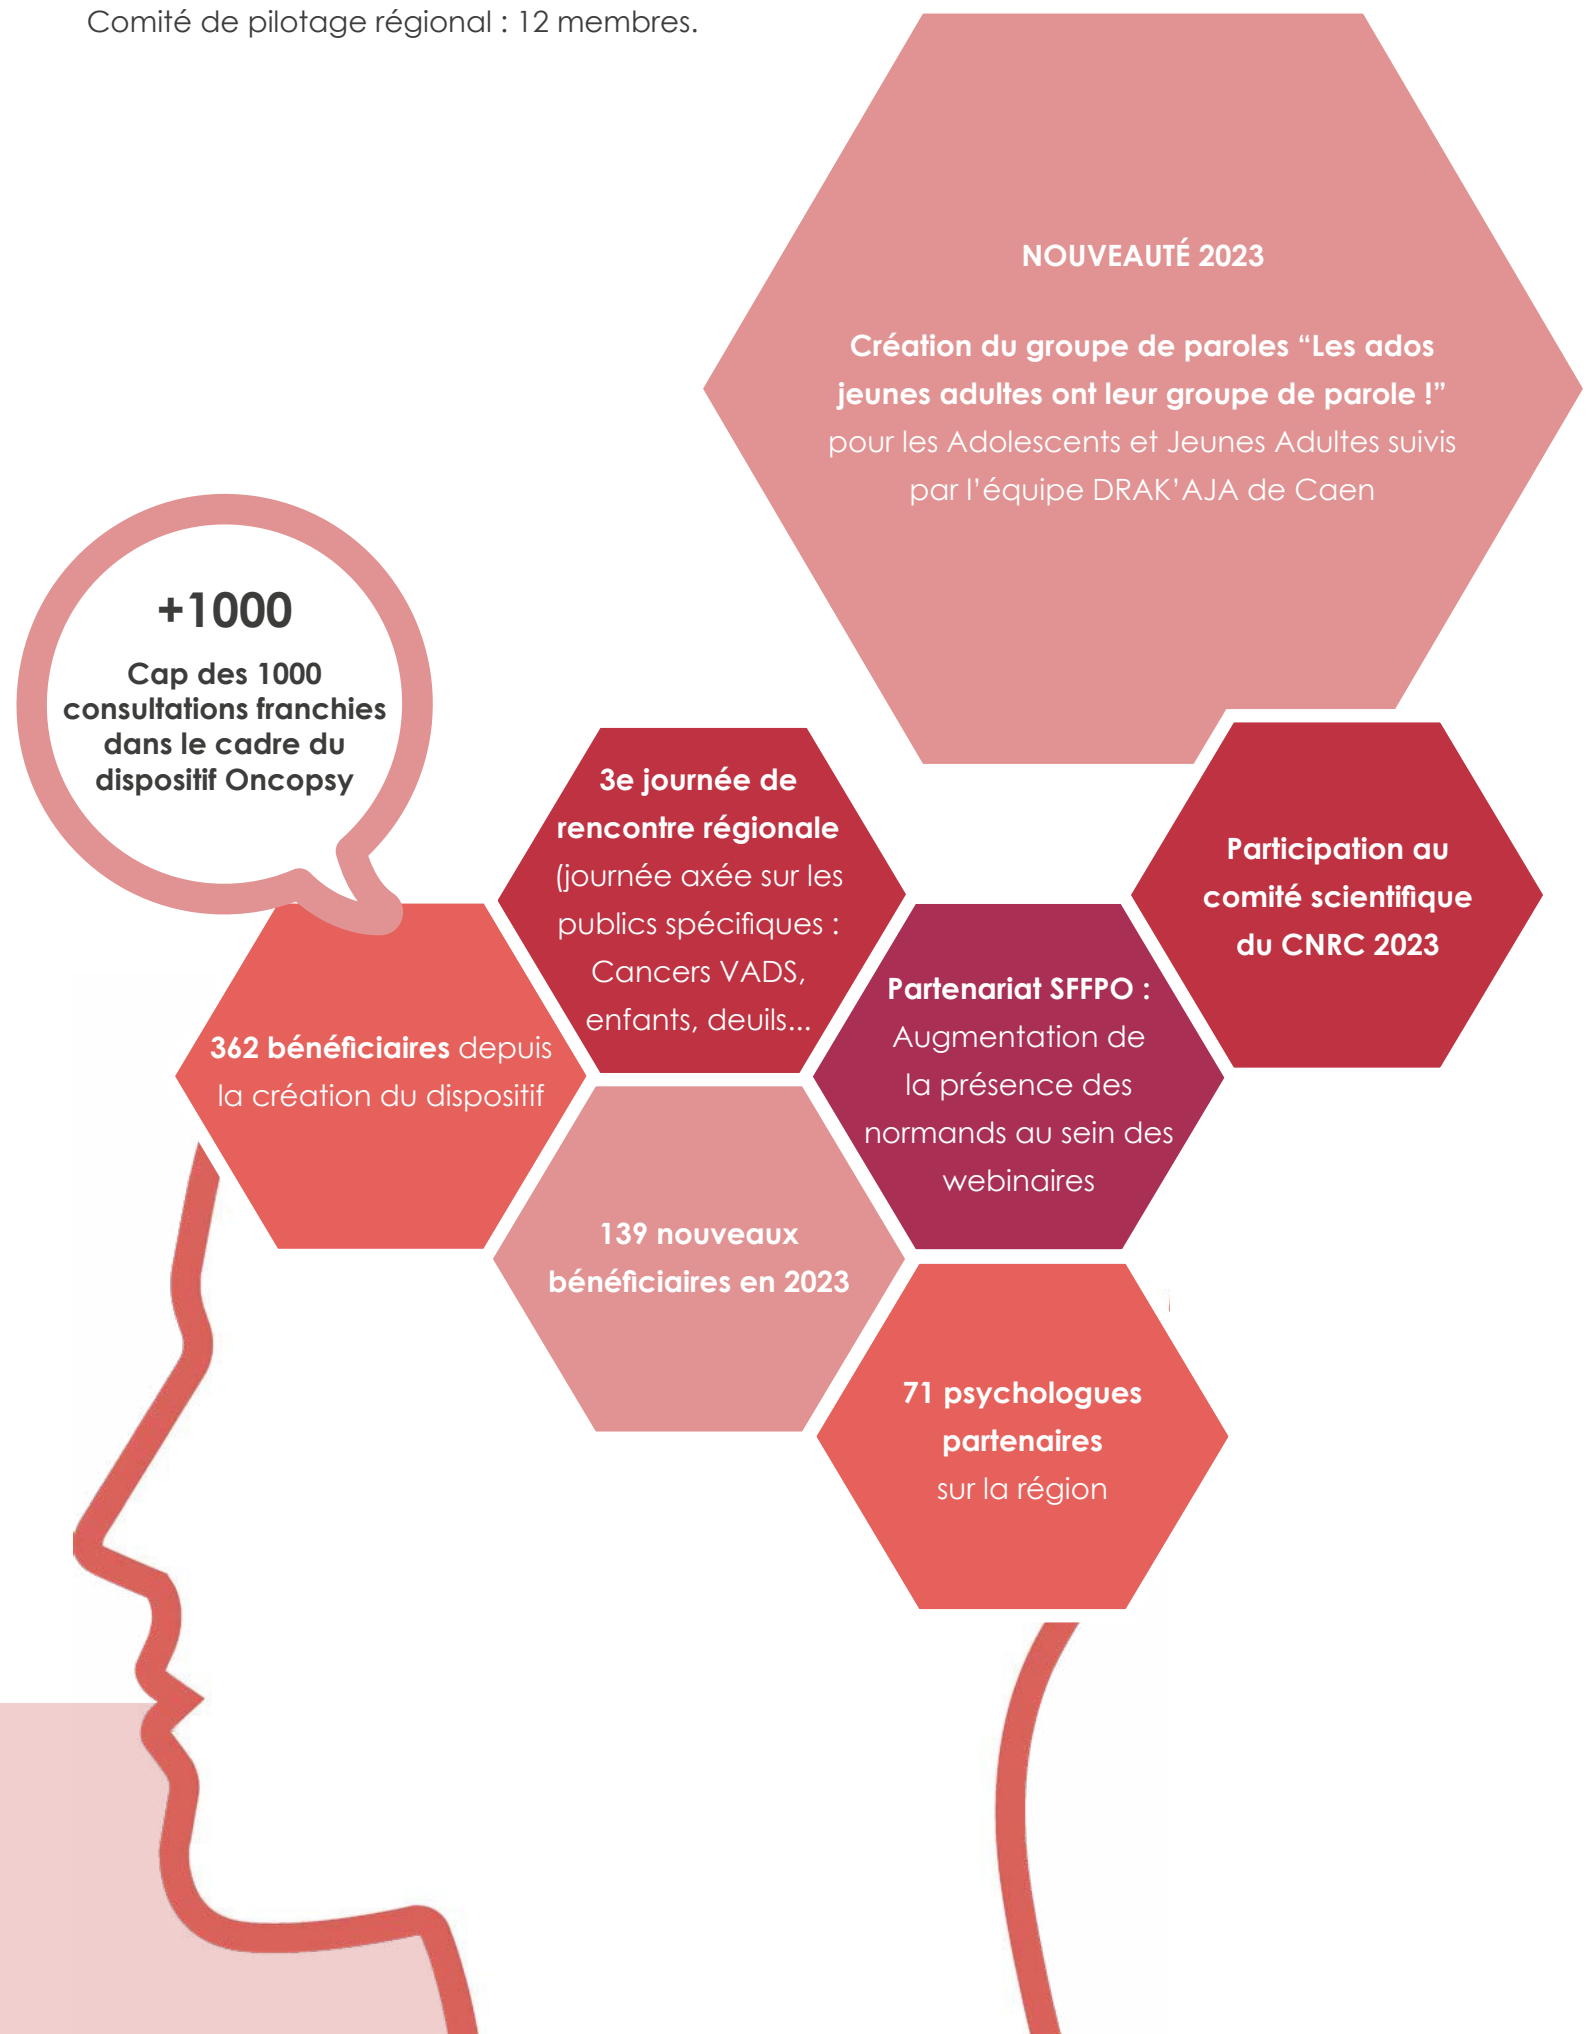 Comité de pilotage régional : 12 membres.
NOUVEAUTÉ 2023
Création du groupe de paroles “Les ados
jeunes adultes ont leur groupe de parole !”
pour les Adolescents et Jeunes Adultes suivis
par l’équipe DRAK’AJA de Caen
+1000
Cap des 1000
consultations franchies
dans le cadre du
dispositif Oncopsy
3e journée de
rencontre régionale
(journée axée sur les
publics spécifiques :
Cancers VADS,
enfants, deuils...
Participation au
comité scientifique
du CNRC 2023
362 bénéficiaires depuis
la création du dispositif
Partenariat SFFPO :
Augmentation de
la présence des
normands au sein des
webinaires
139 nouveaux
bénéficiaires en 2023
71 psychologues
partenaires
sur la région